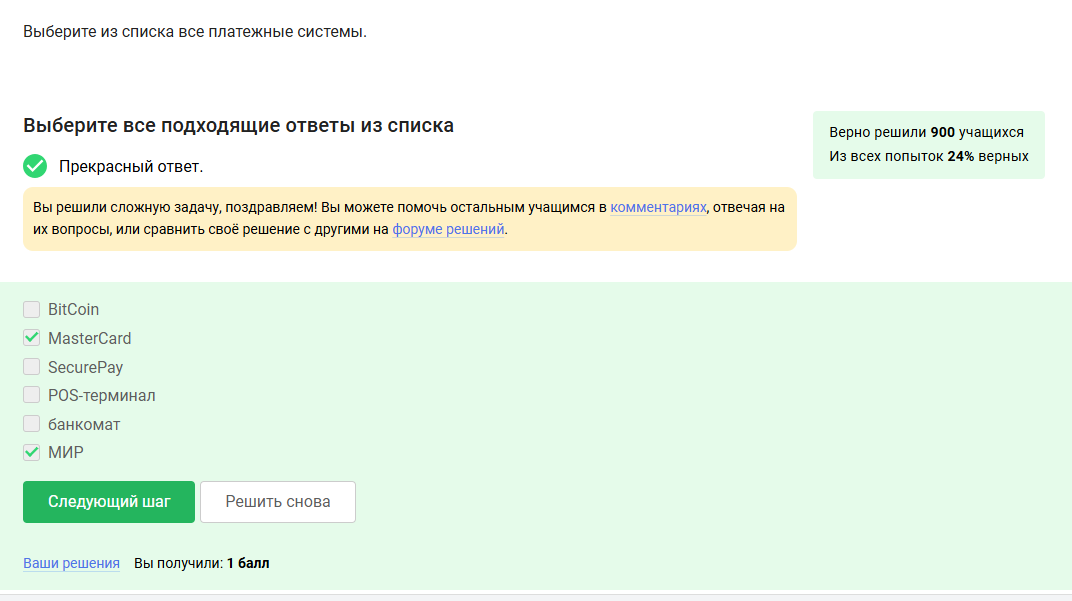 Выберите из списка все платежные системы.
Выберите все подходящие ответы из списка
Верно решили 900 учащихся
Из всех попыток 24% верных
Прекрасный ответ.
Вы решили сложную задачу, поздравляем! Вы можете помочь остальным учащимся в комментариях, отвечая на
их вопросы, или сравнить своё решение с другими на форуме решений.
BitCoin
MasterCard
SecurePay
POS-терминал
банкомат
МИР
Следующий шаг
Решить снова
Ваши решения Вы получили: 1 балл